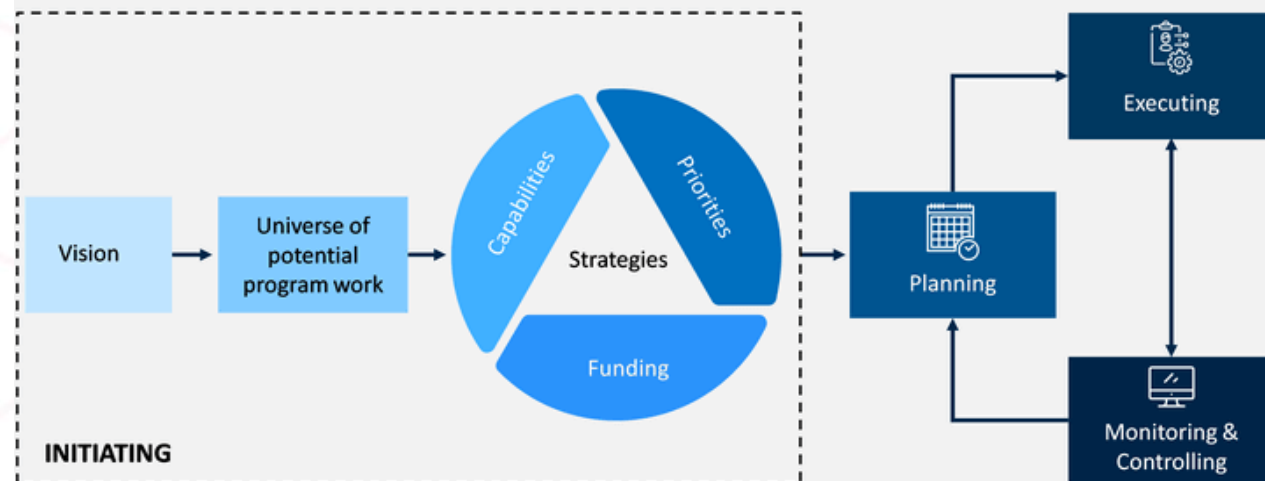 Vision
Universe of
potential
program work
Capabilities
Priorities
Strategies
Funding
INITIATING
Planning
Executing
Monitoring &
Controlling